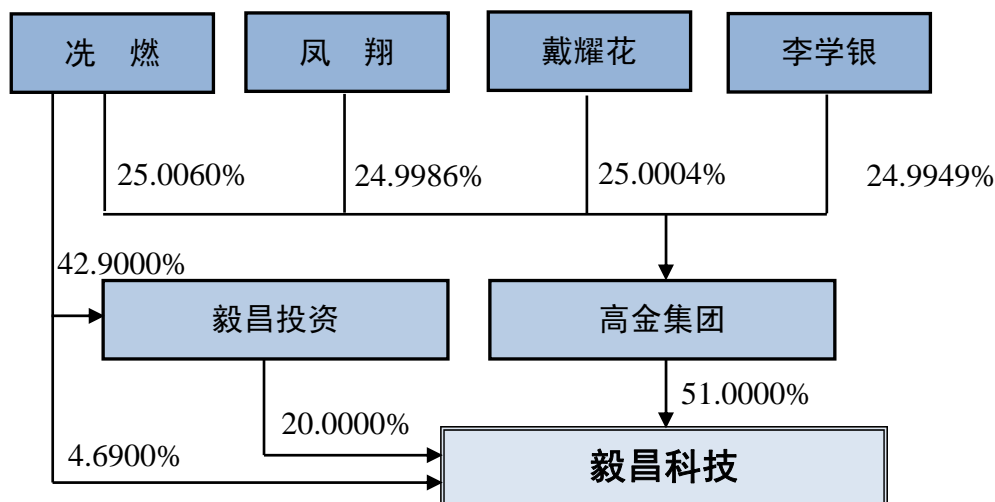 冼 燃
凤 翔
戴耀花
李学银
25.0060%
24.9986%
25.0004%
24.9949%
42.9000%
毅昌投资
高金集团
51.0000%
20.0000%
4.6900%
毅昌科技